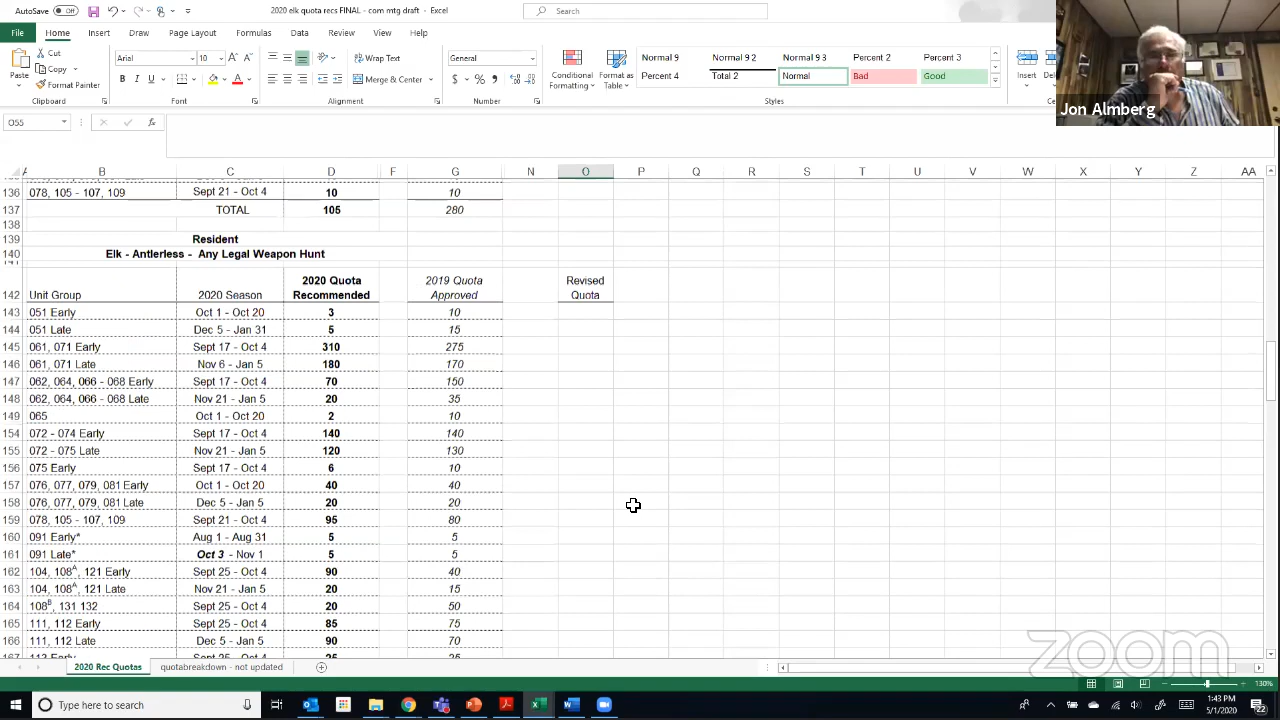 AutoSave Off 2020 elk quota recs FINAL - com mtg draft - Excel Search
File Home Insert Draw Page Layout Formulas Data Review View Help
Paste Cut Copy Format Painter Clipboard
Arial 10 A A B I U A Font
Wrap Text Merge & Center Alignment
General $ % , Number
Conditional Formatting Format as Table
Normal 9 Normal 9 2 Normal 9 3 Percent 2 Percent 3
Percent 4 Total 2 Normal Bad Good Styles
Insert
Jon Almberg
O55 fx
A B C D F G N O P Q R S T U V W X Y Z AA
136 078, 105 - 107, 109 Sept 21 - Oct 4 10 10
137 TOTAL 105 280
138
139 Resident
140 Elk - Antlerless - Any Legal Weapon Hunt
142 Unit Group 2020 Season 2020 Quota Recommended 2019 Quota Approved Revised Quota
143 051 Early Oct 1 - Oct 20 3 10
144 051 Late Dec 5 - Jan 31 5 15
145 061, 071 Early Sept 17 - Oct 4 310 275
146 061, 071 Late Nov 6 - Jan 5 180 170
147 062, 064, 066 - 068 Early Sept 17 - Oct 4 70 150
148 062, 064, 066 - 068 Late Nov 21 - Jan 5 20 35
149 065 Oct 1 - Oct 20 2 10
154 072 - 074 Early Sept 17 - Oct 4 140 140
155 072 - 075 Late Nov 21 - Jan 5 120 130
156 075 Early Sept 17 - Oct 4 6 10
157 076, 077, 079, 081 Early Oct 1 - Oct 20 40 40
158 076, 077, 079, 081 Late Dec 5 - Jan 5 20 20
159 078, 105 - 107, 109 Sept 21 - Oct 4 95 80
160 091 Early* Aug 1 - Aug 31 5 5
161 091 Late* Oct 3 - Nov 1 5 5
162 104, 108A, 121 Early Sept 25 - Oct 4 90 40
163 104, 108A, 121 Late Nov 21 - Jan 5 20 15
164 108B, 131 132 Sept 25 - Oct 4 20 50
165 111, 112 Early Sept 25 - Oct 4 85 75
166 111, 112 Late Dec 5 - Jan 5 90 70
167 113 Early Sept 25 - Oct 4 25 25
zoom
2020 Rec Quotas quotabreakdown - not updated
130%
Type here to search
1:43 PM
5/1/2020
22